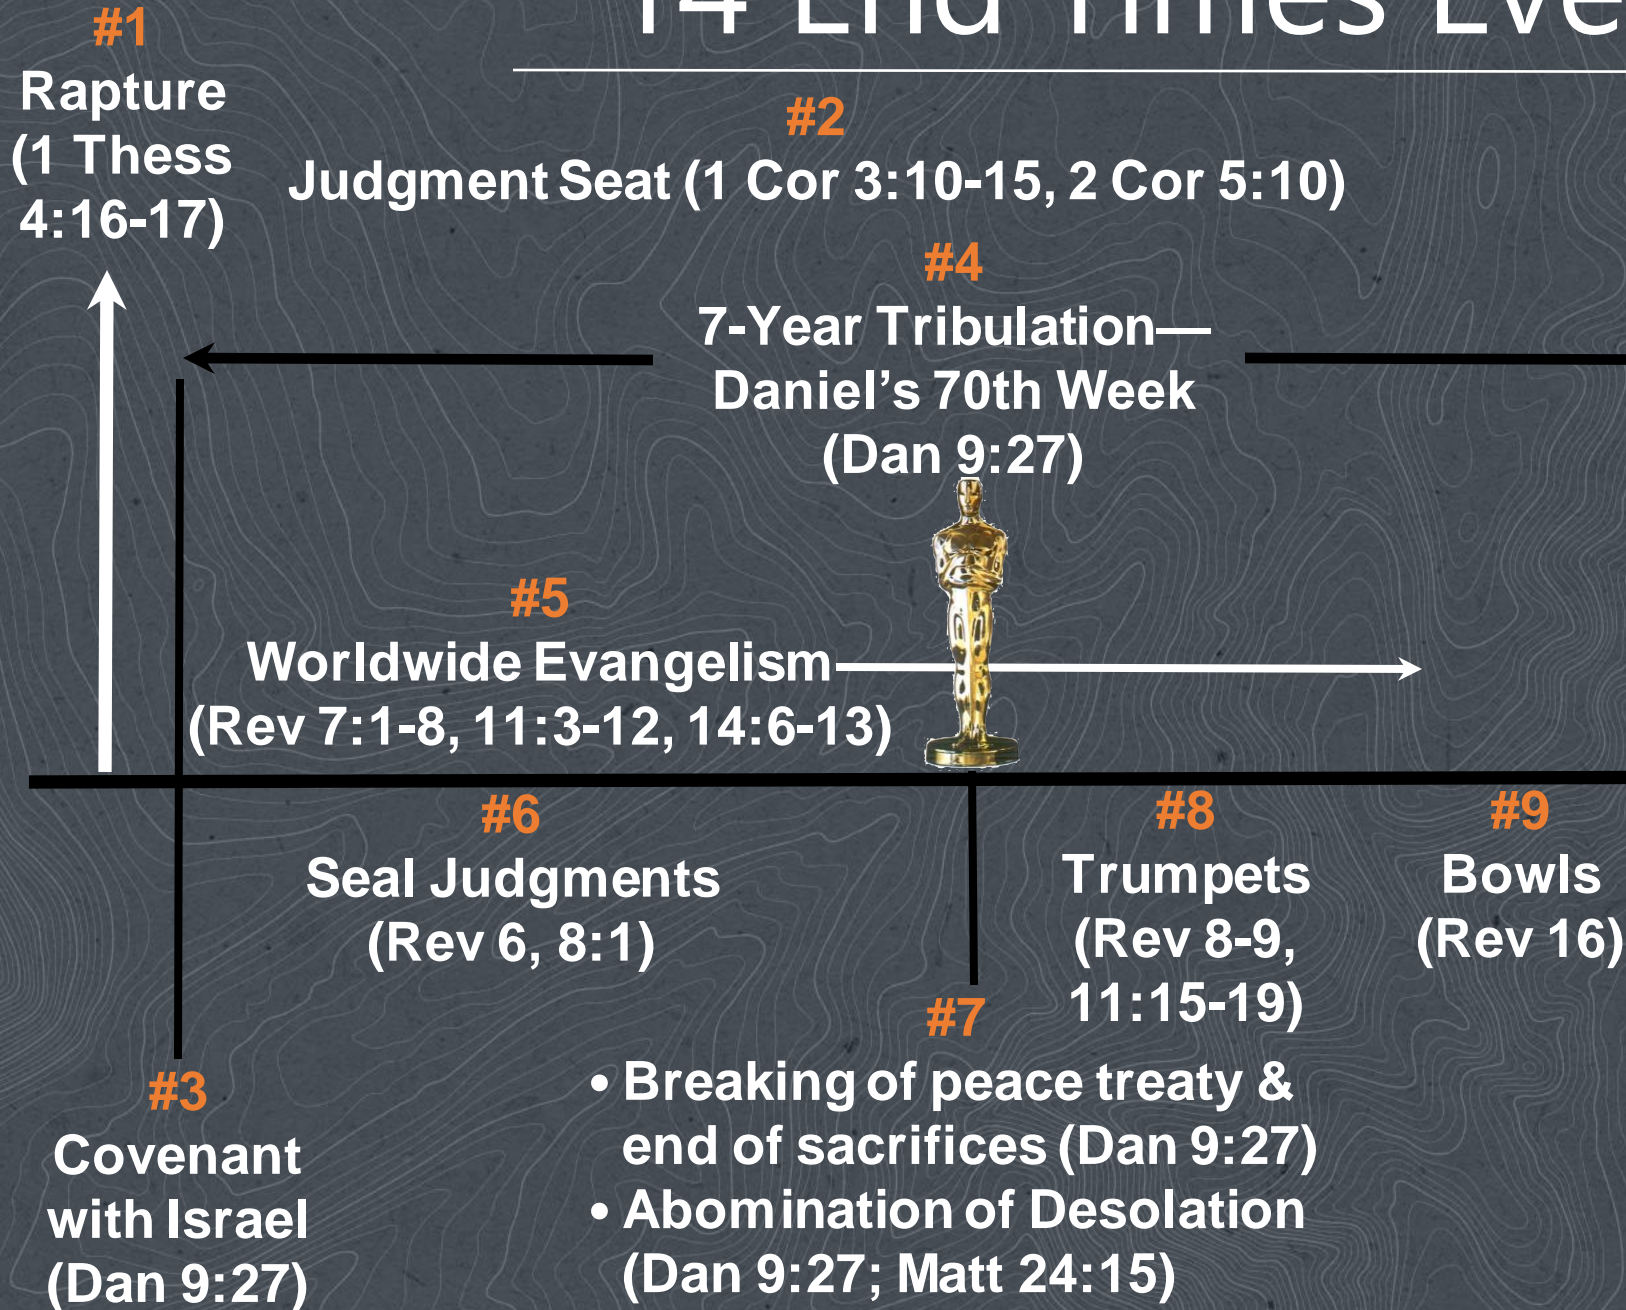 14 End Times Eve
#1
Rapture
(1 Thess
4:16-17)
#2
Judgment Seat (1 Cor 3:10-15, 2 Cor 5:10)
#4
7-Year Tribulation—
Daniel’s 70th Week
(Dan 9:27)
#5
Worldwide Evangelism
(Rev 7:1-8, 11:3-12, 14:6-13)
#6
Seal Judgments
(Rev 6, 8:1)
#8
Trumpets
(Rev 8-9,
11:15-19)
#9
Bowls
(Rev 16)
#3
Covenant
with Israel
(Dan 9:27)
#7
• Breaking of peace treaty &
end of sacrifices (Dan 9:27)
• Abomination of Desolation
(Dan 9:27; Matt 24:15)